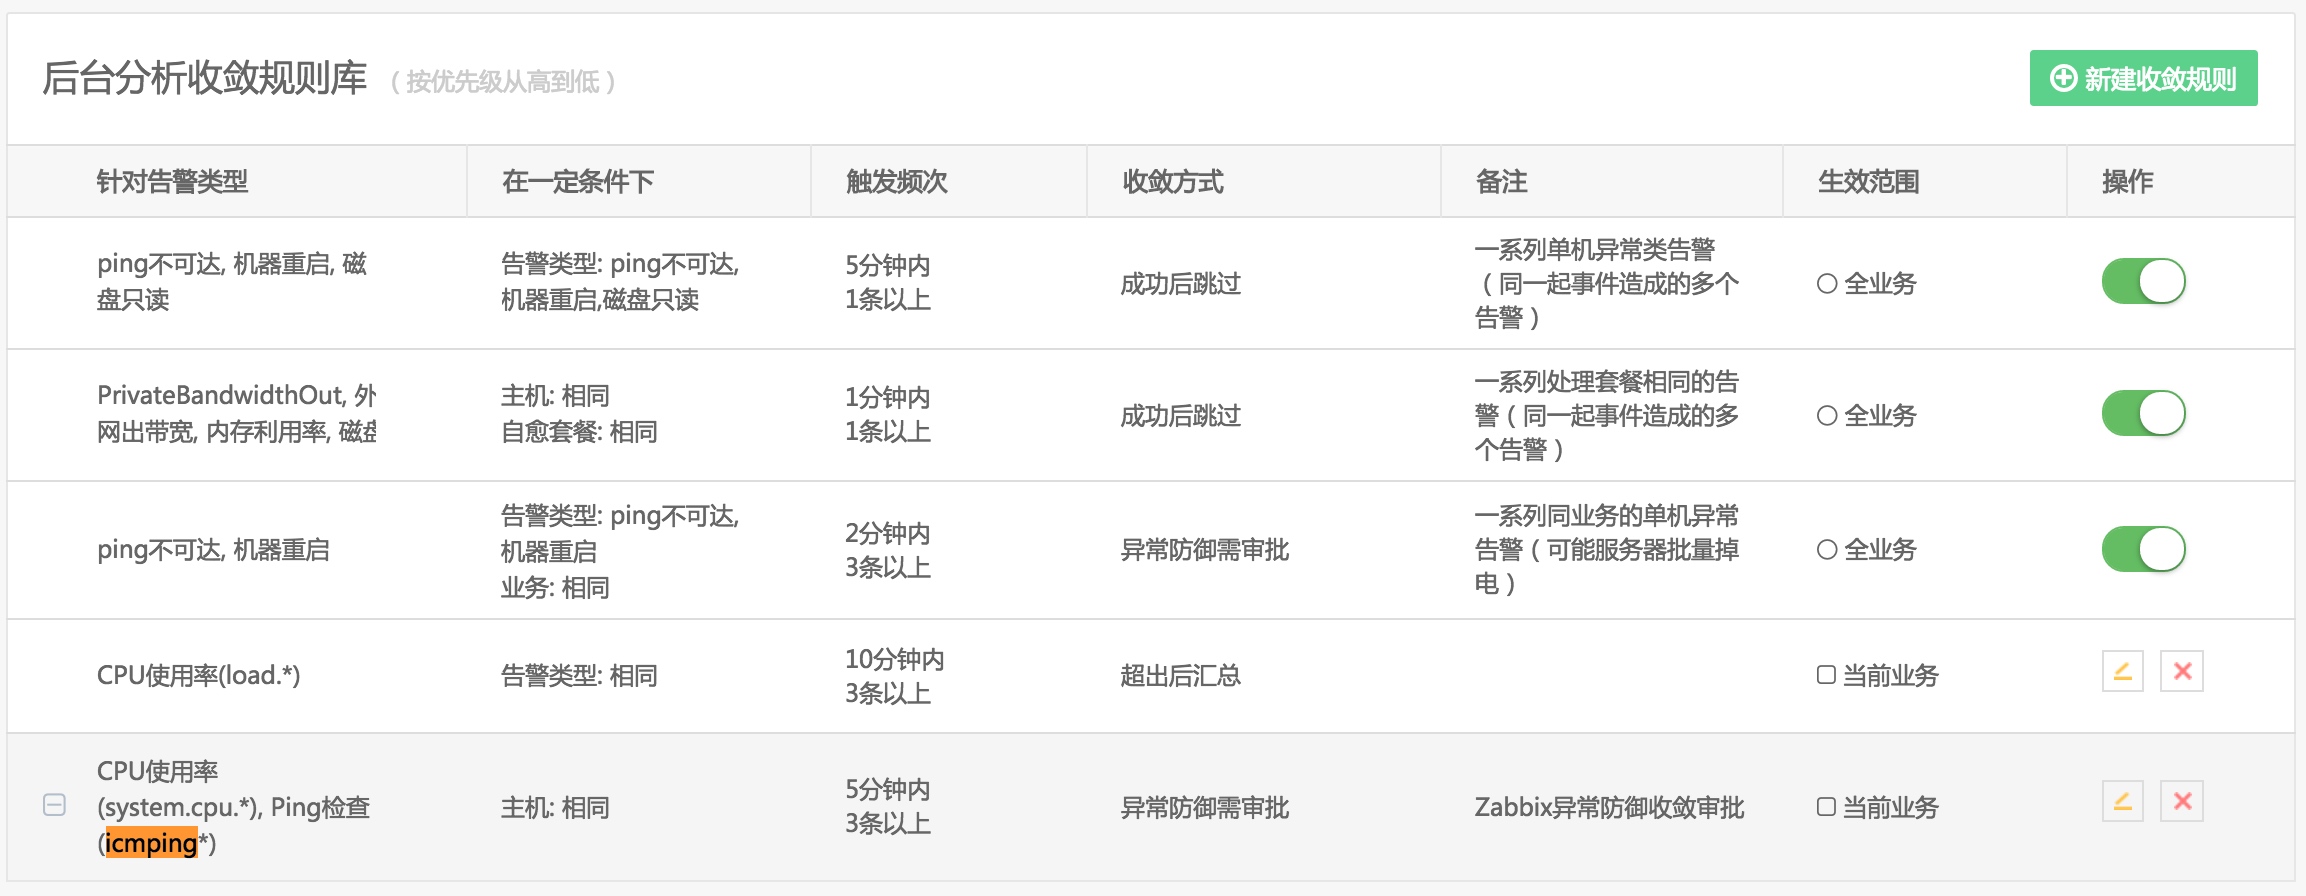 后台分析收敛规则库 （按优先级从高到低）
新建收敛规则
针对告警类型 在一定条件下 触发频次 收敛方式 备注 生效范围 操作
ping不可达, 机器重启, 磁
盘只读
告警类型: ping不可达,
机器重启,磁盘只读
5分钟内
1条以上
成功后跳过
一系列单机异常类告警
（同一起事件造成的多个
告警）
全业务
PrivateBandwidthOut, 外
网出带宽, 内存利用率, 磁盘
主机: 相同
自愈套餐: 相同
1分钟内
1条以上
成功后跳过
一系列处理套餐相同的告
警（同一起事件造成的多
个告警）
全业务
ping不可达, 机器重启
告警类型: ping不可达,
机器重启
业务: 相同
2分钟内
3条以上
异常防御需审批
一系列同业务的单机异常
告警（可能服务器批量掉
电）
全业务
CPU使用率(load.*)
告警类型: 相同
10分钟内
3条以上
超出后汇总
当前业务
CPU使用率
(system.cpu.*), Ping检查
(icmping*)
主机: 相同
5分钟内
3条以上
异常防御需审批
Zabbix异常防御收敛审批
当前业务